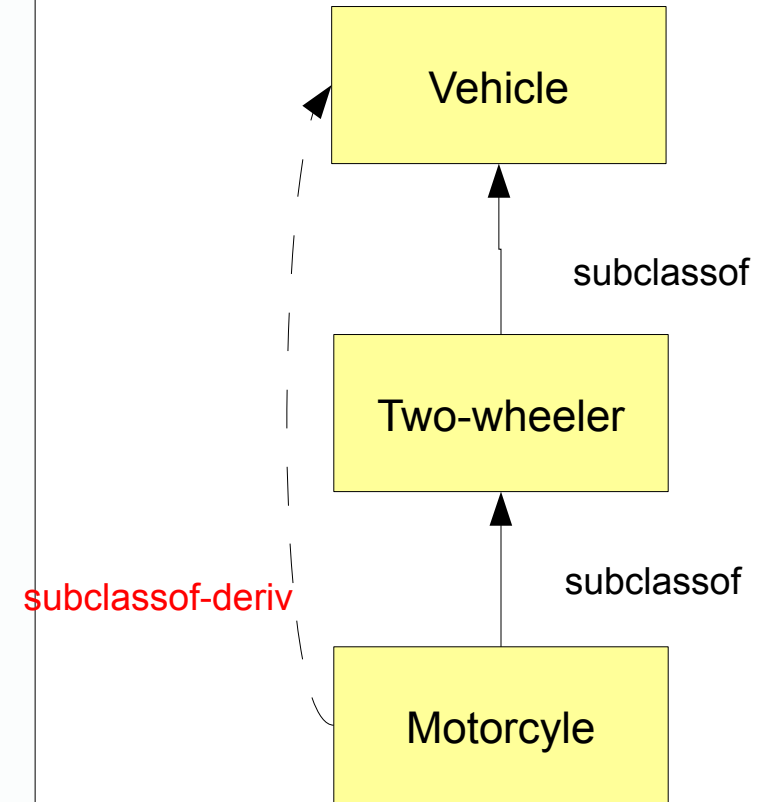 Vehicle
subclassof
Two-wheeler
subclassof
subclassof-deriv
Motorcyle